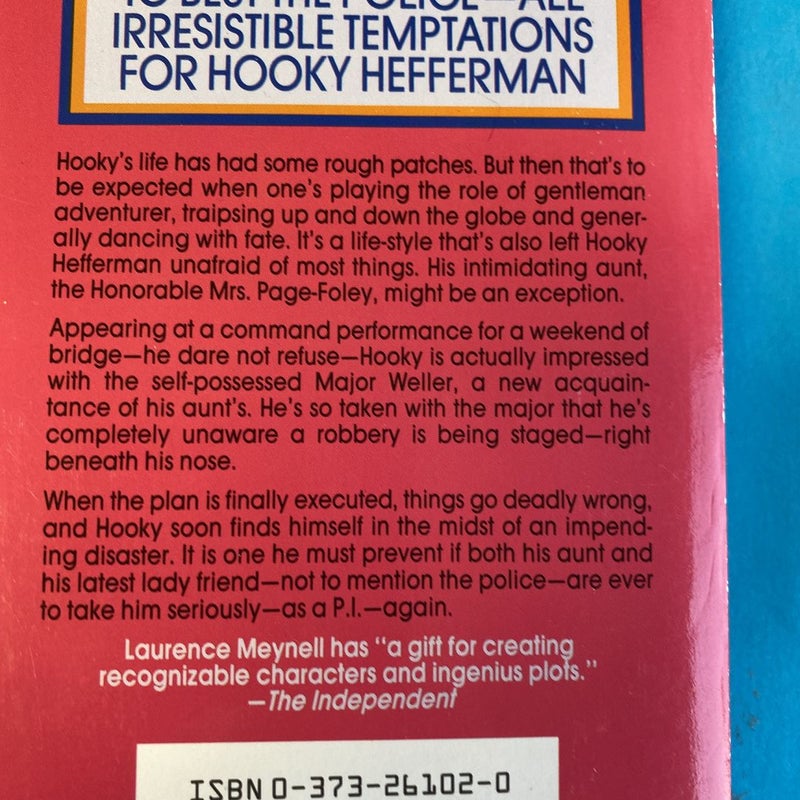 TO BEST THE POLICE—ALL
IRRESISTIBLE TEMPTATIONS
FOR HOOKY HEFFERMAN
Hooky's life has had some rough patches. But then that's to
be expected when one's playing the role of gentleman
adventurer, traipsing up and down the globe and gener-
ally dancing with fate. It's a life-style that's also left Hooky
Hefferman unafraid of most things. His intimidating aunt,
the Honorable Mrs. Page-Foley, might be an exception.
Appearing at a command performance for a weekend of
bridge—he dare not refuse—Hooky is actually impressed
with the self-possessed Major Weller, a new acquain-
tance of his aunt's. He's so taken with the major that he's
completely unaware a robbery is being staged—right
beneath his nose.
When the plan is finally executed, things go deadly wrong,
and Hooky soon finds himself in the midst of an impend-
ing disaster. It is one he must prevent if both his aunt and
his latest lady friend—not to mention the police—are ever
to take him seriously—as a P.I.—again.
Laurence Meynell has "a gift for creating
recognizable characters and ingenius plots."
—The Independent
ISBN 0-373-26102-0